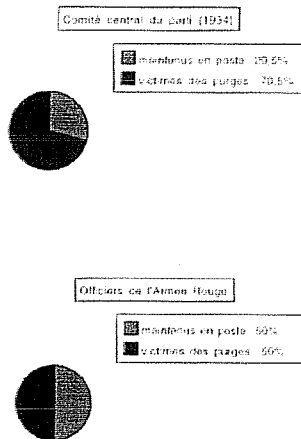 Comité central du parti (1934)
maintenus en poste 29,5%
victimes des purges 70,5%
Officiers de l'Armée Rouge
maintenus en poste 50%
victimes des purges 50%